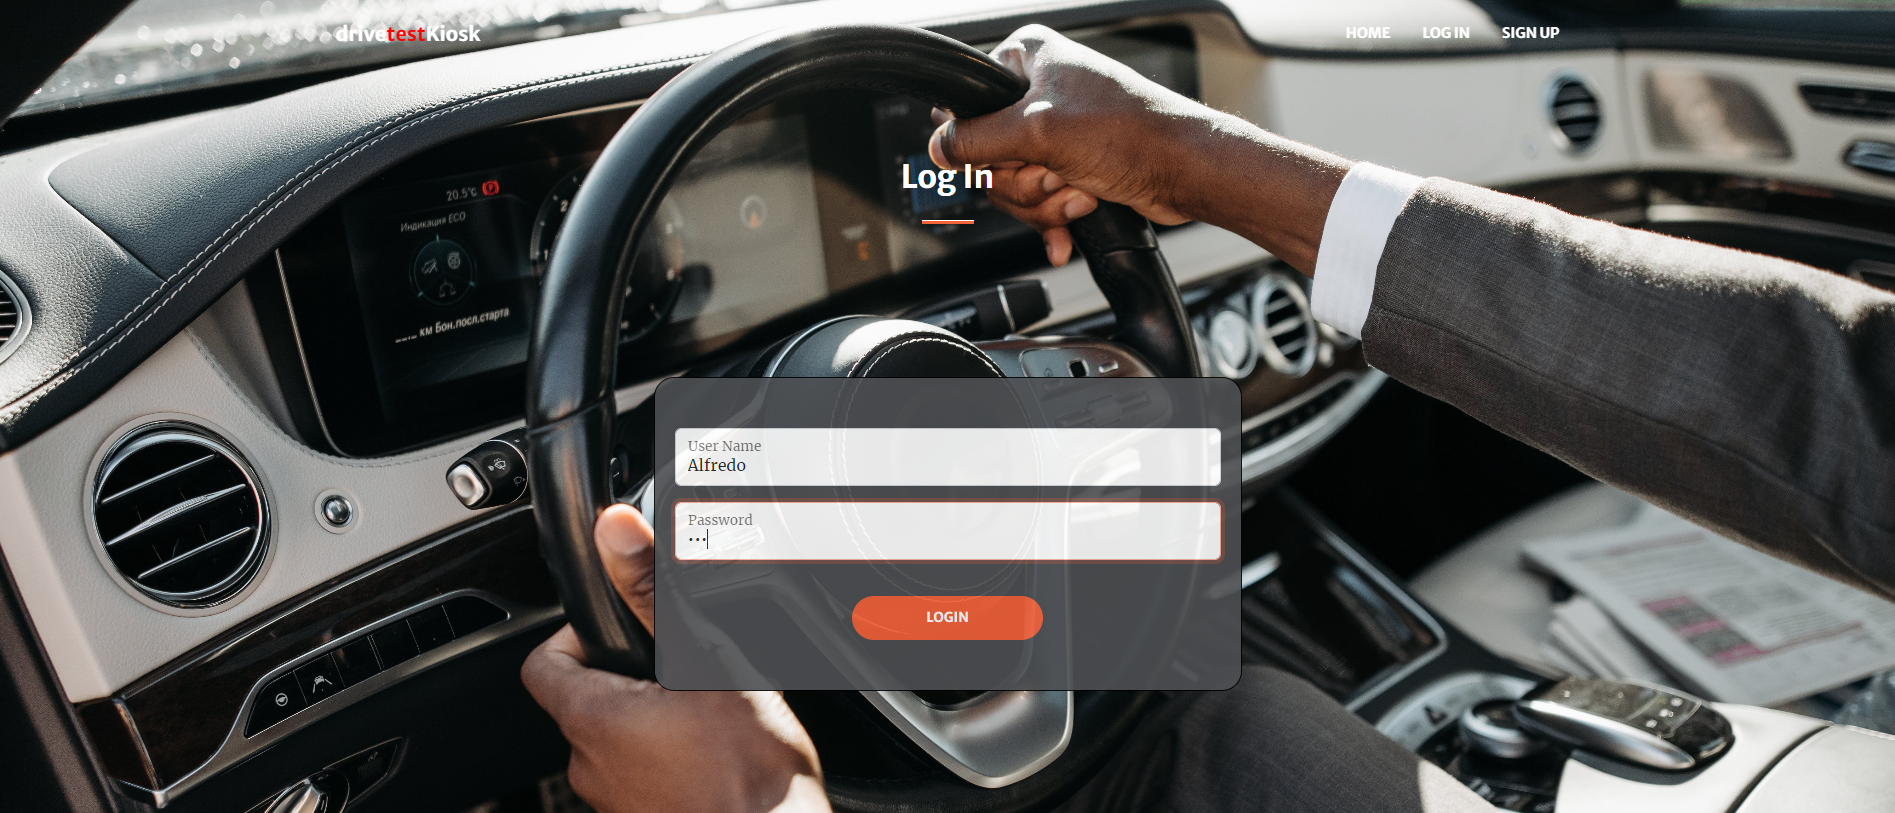 drivetestKiosk
HOME
LOG IN
SIGN UP
Log In
20.5°C
Индикация ECO
-.-- км Бон.посл.старта
User Name
Alfredo
Password
•••
LOGIN